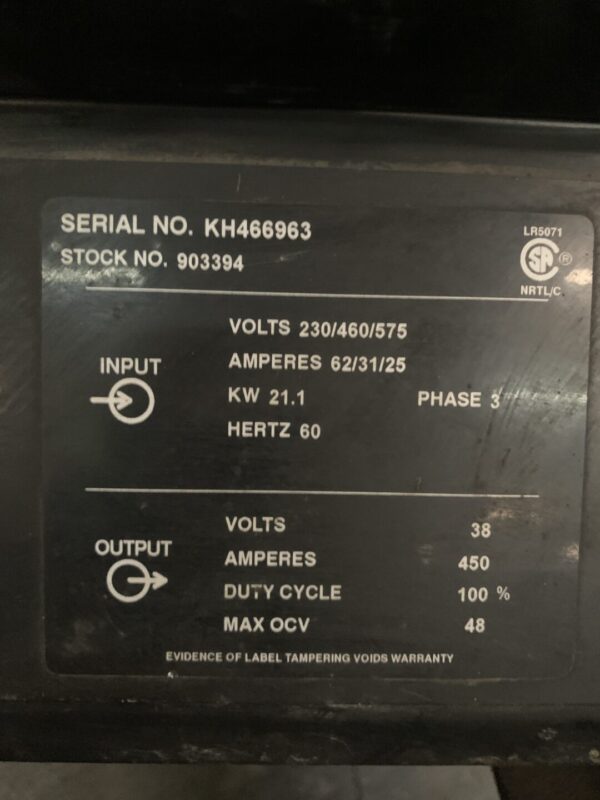 SERIAL NO. KH466963
STOCK NO. 903394
LR5071
SA ®
NRTL/C
INPUT
VOLTS 230/460/575
AMPERES 62/31/25
KW 21.1 PHASE 3
HERTZ 60
OUTPUT
VOLTS 38
AMPERES 450
DUTY CYCLE 100 %
MAX OCV 48
EVIDENCE OF LABEL TAMPERING VOIDS WARRANTY